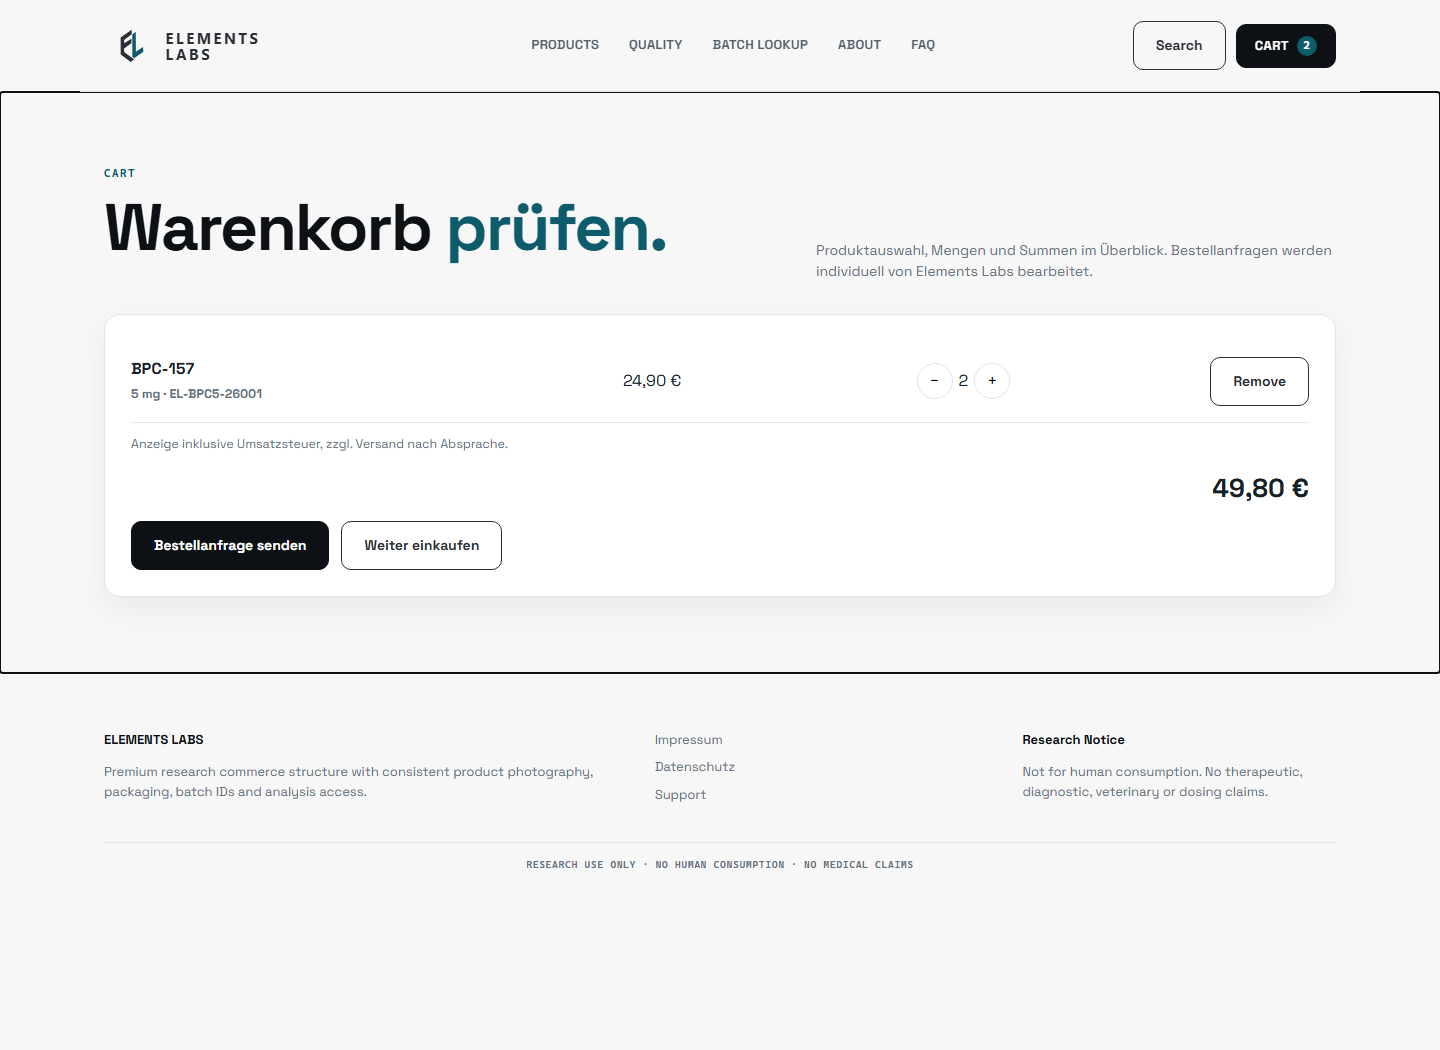 ELEMENTS
LABS
PRODUCTS QUALITY BATCH LOOKUP ABOUT FAQ
Search
CART 2
CART
Warenkorb prüfen.
Produktauswahl, Mengen und Summen im Überblick. Bestellanfragen werden
individuell von Elements Labs bearbeitet.
BPC-157
5 mg · EL-BPC5-26001
24,90 €
− 2 +
Remove
Anzeige inklusive Umsatzsteuer, zzgl. Versand nach Absprache.
49,80 €
Bestellanfrage senden
Weiter einkaufen
ELEMENTS LABS
Premium research commerce structure with consistent product photography,
packaging, batch IDs and analysis access.
Impressum
Datenschutz
Support
Research Notice
Not for human consumption. No therapeutic,
diagnostic, veterinary or dosing claims.
RESEARCH USE ONLY · NO HUMAN CONSUMPTION · NO MEDICAL CLAIMS